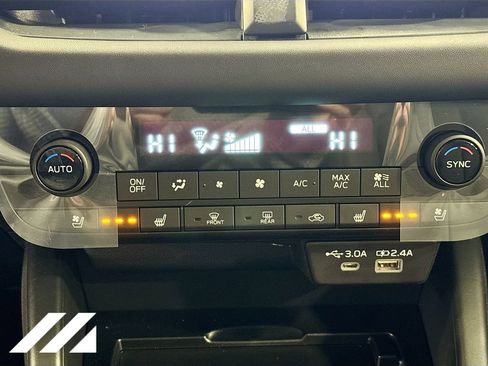 HI ALL HI
AUTO SYNC
ON/ A/C MAX ALL
OFF A/C
FRONT REAR
3.0A 2.4A